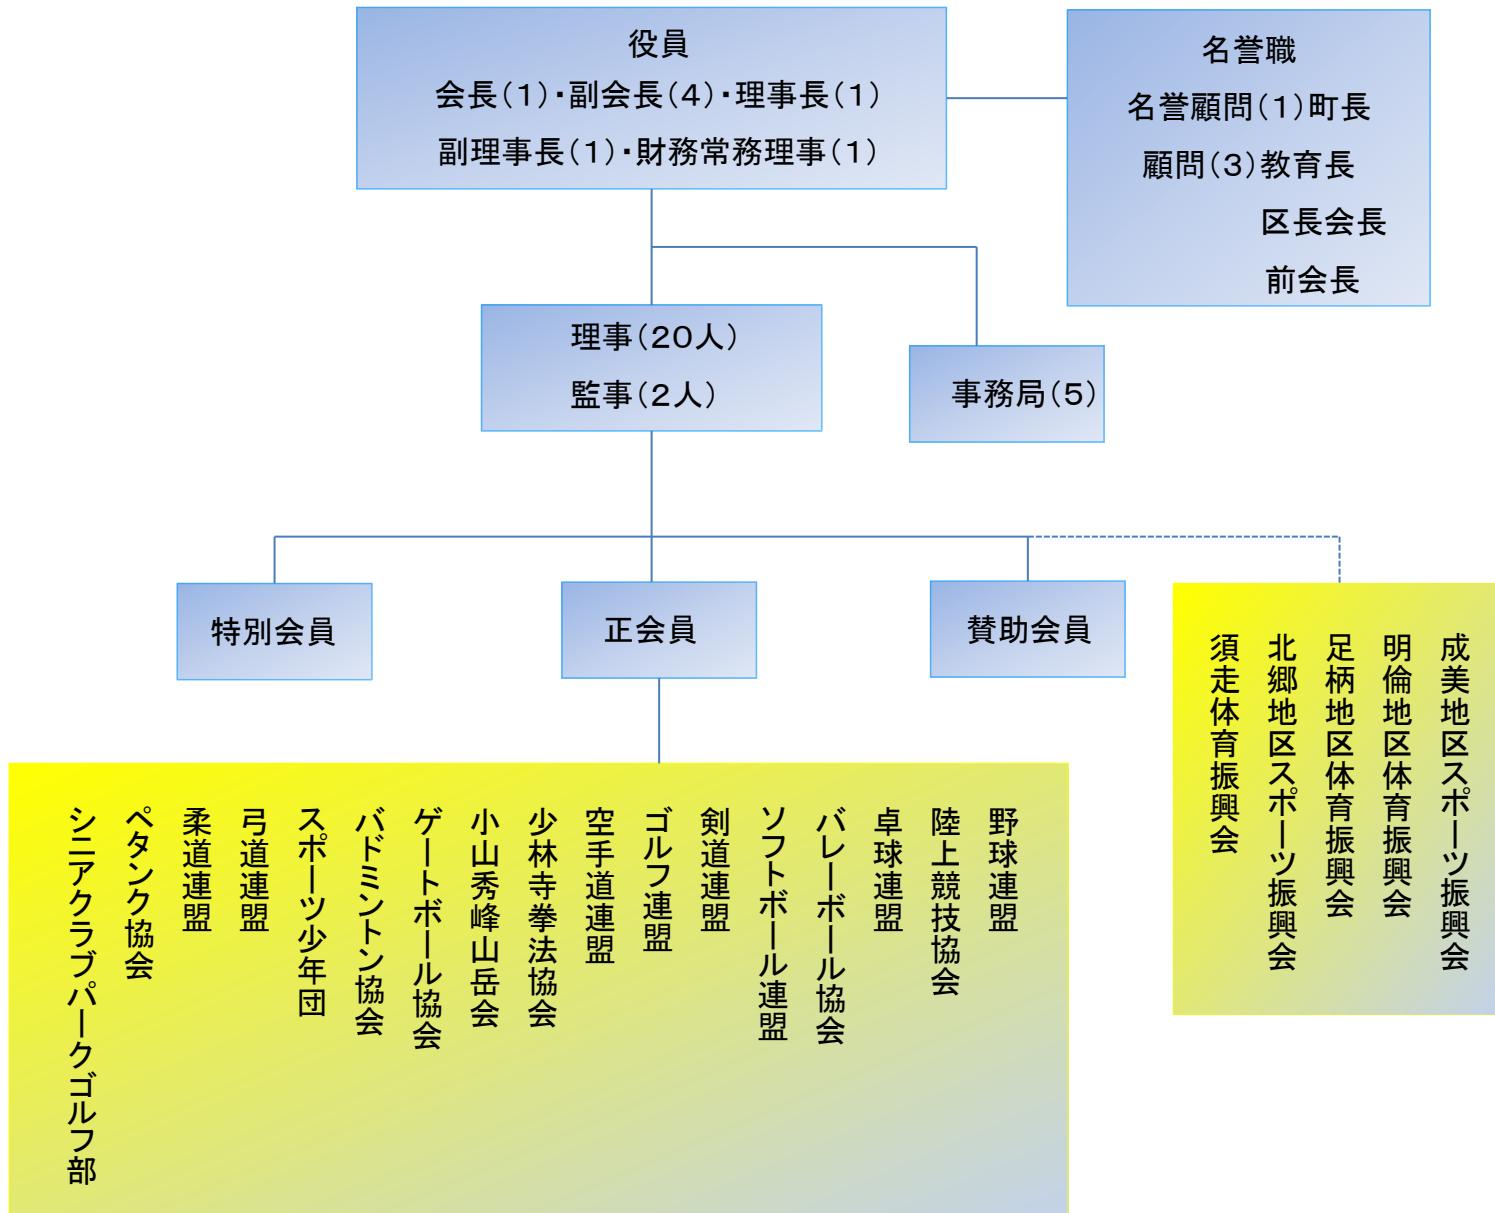 役員
会長(1)・副会長(4)・理事長(1)
副理事長(1)・財務常務理事(1)
名誉職
名誉顧問(1)町長
顧問(3)教育長
区長会長
前会長
理事(20人)
監事(2人)
事務局(5)
特別会員
正会員
賛助会員
成美地区スポーツ振興会
明倫地区体育振興会
足柄地区体育振興会
北郷地区スポーツ振興会
須走体育振興会
野球連盟
陸上競技協会
卓球連盟
バレーボール協会
ソフトボール連盟
剣道連盟
ゴルフ連盟
空手道連盟
少林寺拳法協会
小山秀峰山岳会
ゲートボール協会
バドミントン協会
スポーツ少年団
弓道連盟
柔道連盟
ペタンク協会
シニアクラブパークゴルフ部